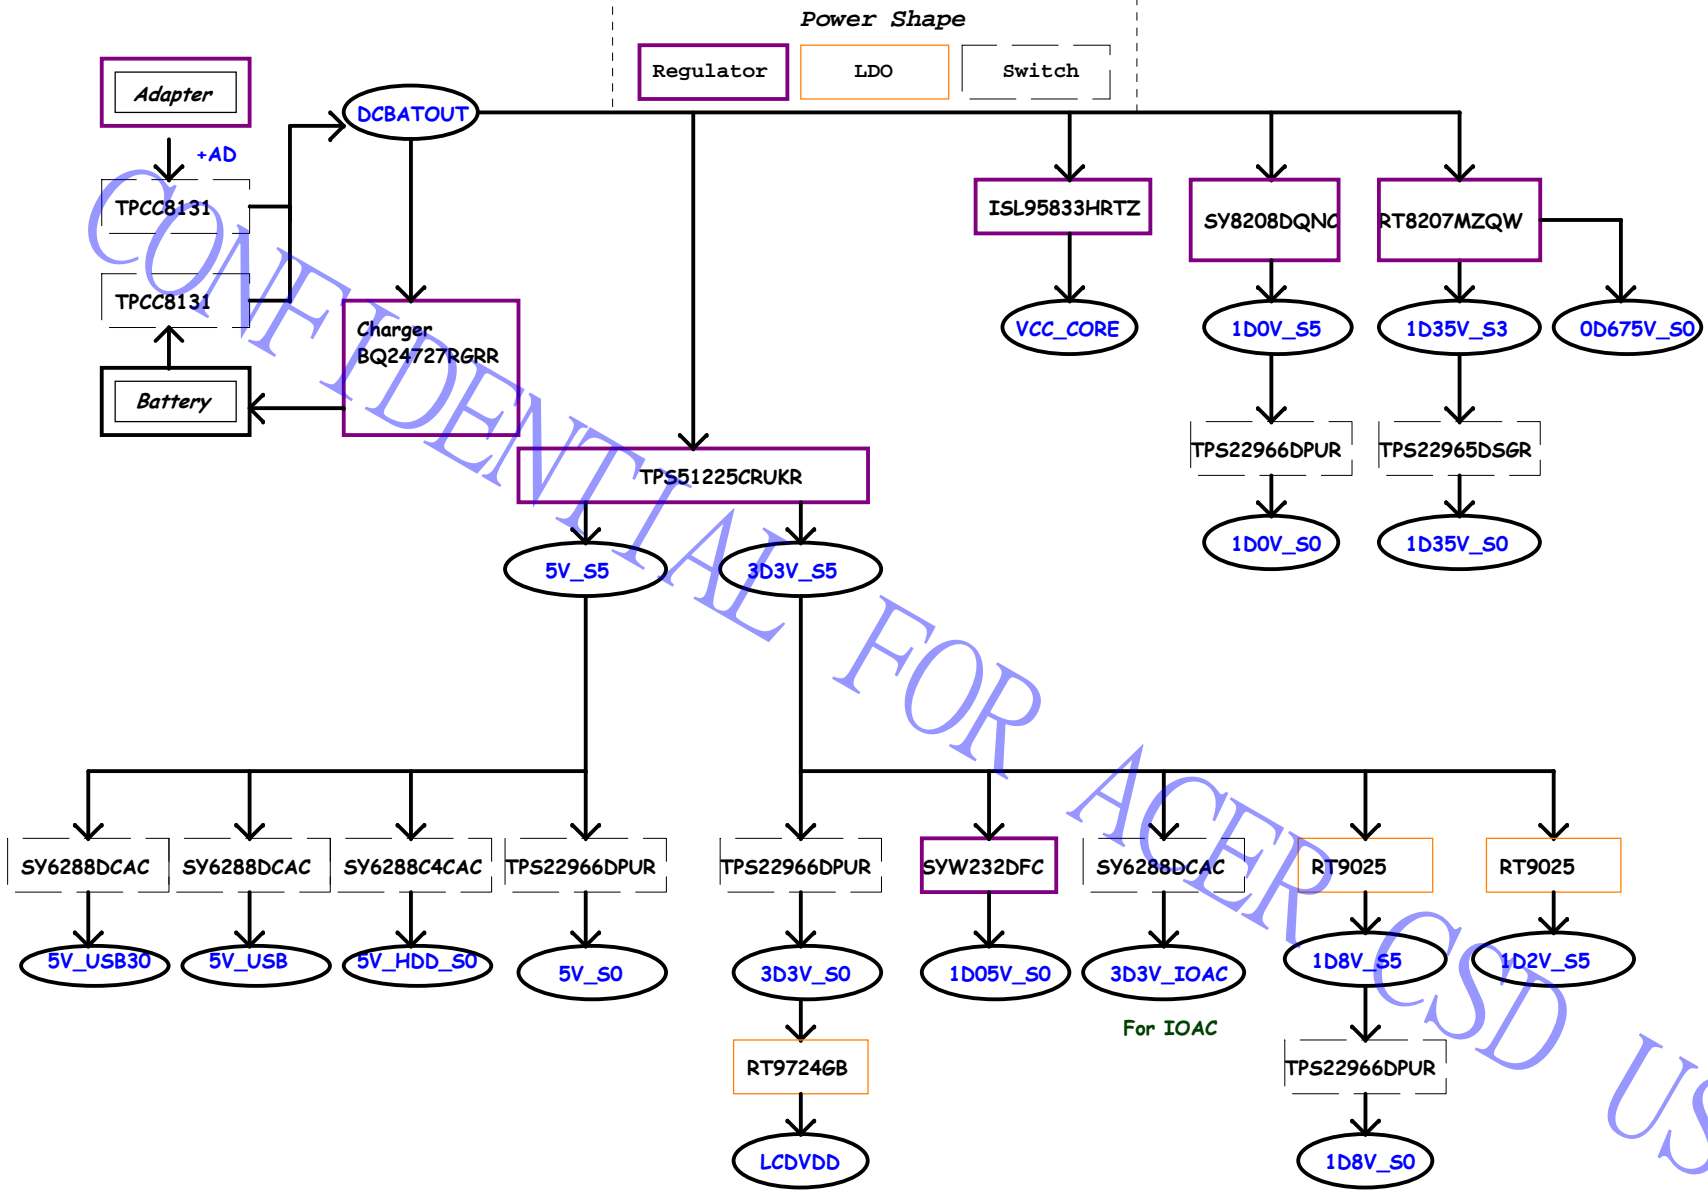 Power Shape
Regulator
LDO
Switch
Adapter
+AD
TPCC8131
TPCC8131
Battery
DCBATOUT
Charger
BQ24727RGRR
ISL95833HRTZ
SY8208DQNC
RT8207MZQW
VCC_CORE
1D0V_S5
1D35V_S3
0D675V_S0
TPS22966DPUR
TPS22965DSGR
1D0V_S0
1D35V_S0
TPS51225CRUKR
5V_S5
3D3V_S5
SY6288DCAC
SY6288DCAC
SY6288C4CAC
TPS22966DPUR
TPS22966DPUR
SYW232DFC
SY6288DCAC
RT9025
RT9025
5V_USB30
5V_USB
5V_HDD_S0
5V_S0
3D3V_S0
1D05V_S0
3D3V_IOAC
1D8V_S5
1D2V_S5
For IOAC
RT9724GB
TPS22966DPUR
LCDVDD
1D8V_S0
CONFIDENTIAL FOR ACER CSD US